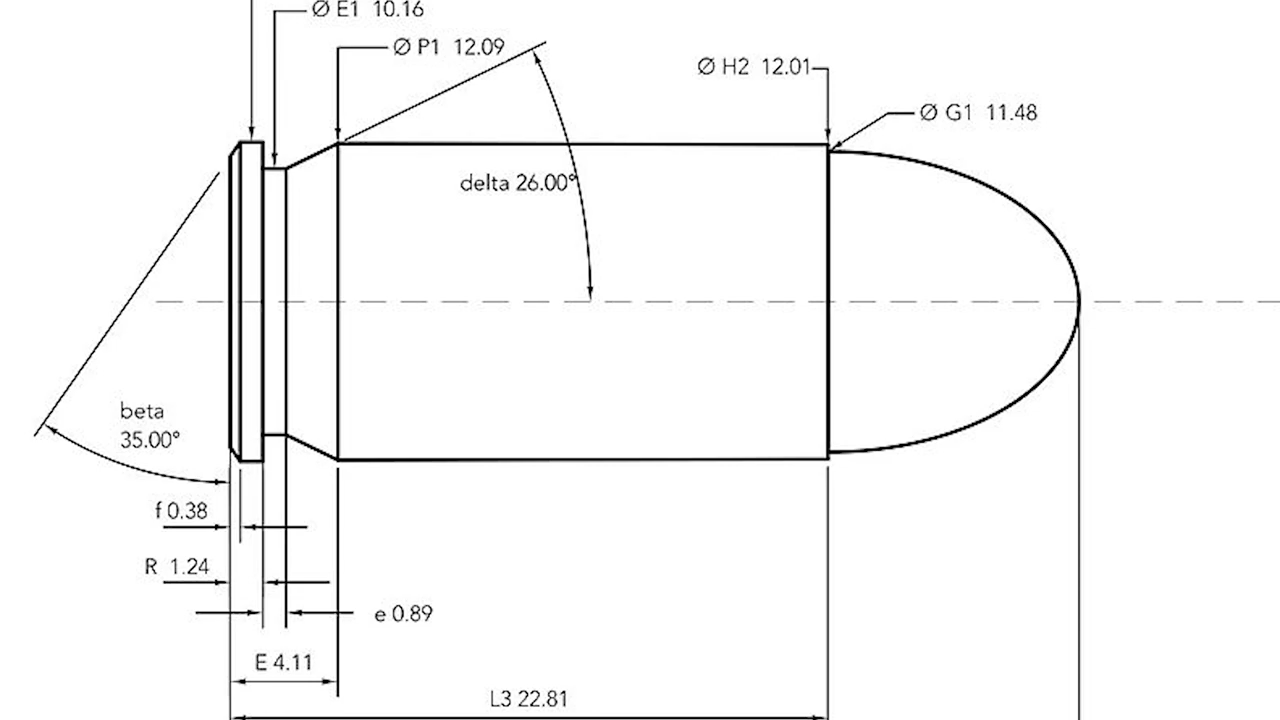 Ø E1 10.16
Ø P1 12.09
Ø H2 12.01
Ø G1 11.48
delta 26.00°
beta
35.00°
f 0.38
R 1.24
e 0.89
E 4.11
L3 22.81